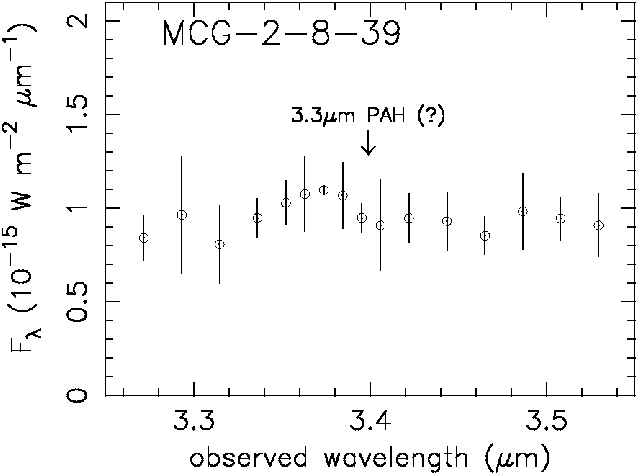 MCG−2−8−39
3.3μm PAH (?)
2
1.5
1
0.5
0
F_λ (10^−15 W m^−2 μm^−1)
3.3 3.4 3.5
observed wavelength (μm)